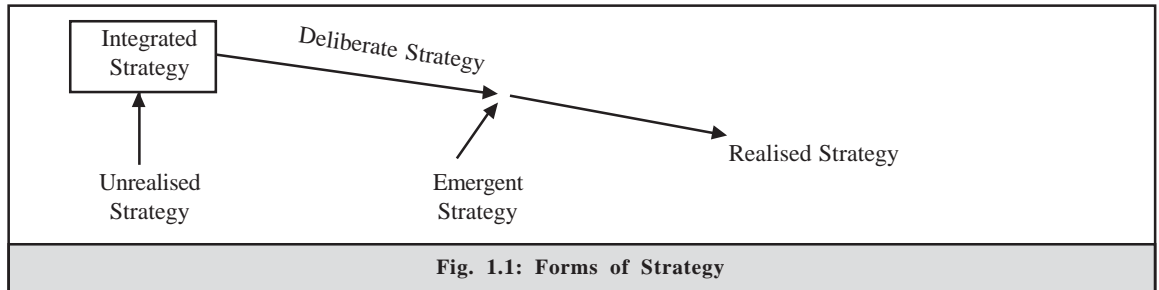 Integrated
Strategy
Deliberate Strategy
Realised Strategy
Unrealised
Strategy
Emergent
Strategy
Fig. 1.1: Forms of Strategy